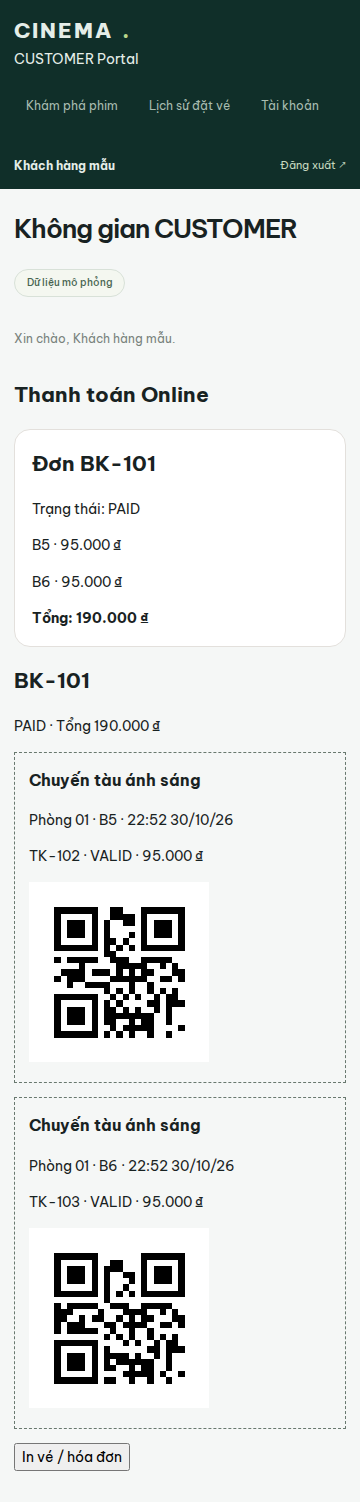 CINEMA .
CUSTOMER Portal
Khám phá phim Lịch sử đặt vé Tài khoản
Khách hàng mẫu Đăng xuất ↗
Không gian CUSTOMER
Dữ liệu mô phỏng
Xin chào, Khách hàng mẫu.
Thanh toán Online
Đơn BK-101
Trạng thái: PAID
B5 · 95.000 ₫
B6 · 95.000 ₫
Tổng: 190.000 ₫
BK-101
PAID · Tổng 190.000 ₫
Chuyến tàu ánh sáng
Phòng 01 · B5 · 22:52 30/10/26
TK-102 · VALID · 95.000 ₫
Chuyến tàu ánh sáng
Phòng 01 · B6 · 22:52 30/10/26
TK-103 · VALID · 95.000 ₫
In vé / hóa đơn